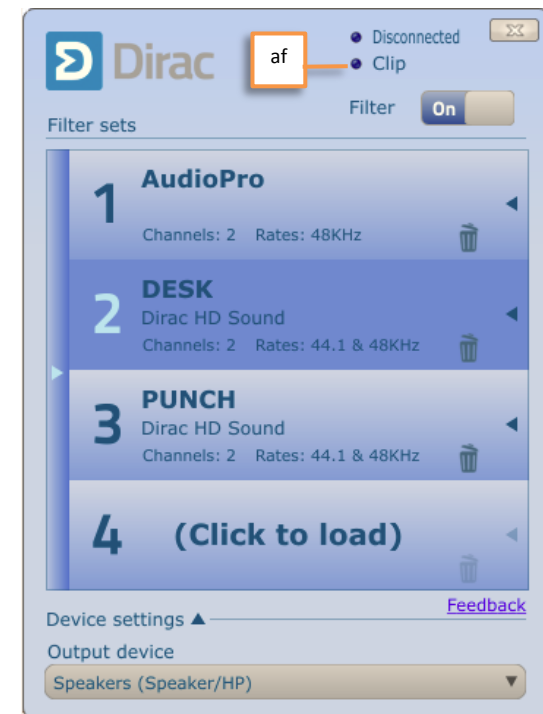 Dirac
af
Disconnected
Clip
Filter On
Filter sets
1 AudioPro
Channels: 2 Rates: 48KHz
2 DESK
Dirac HD Sound
Channels: 2 Rates: 44.1 & 48KHz
3 PUNCH
Dirac HD Sound
Channels: 2 Rates: 44.1 & 48KHz
4 (Click to load)
Feedback
Device settings ▲
Output device
Speakers (Speaker/HP)